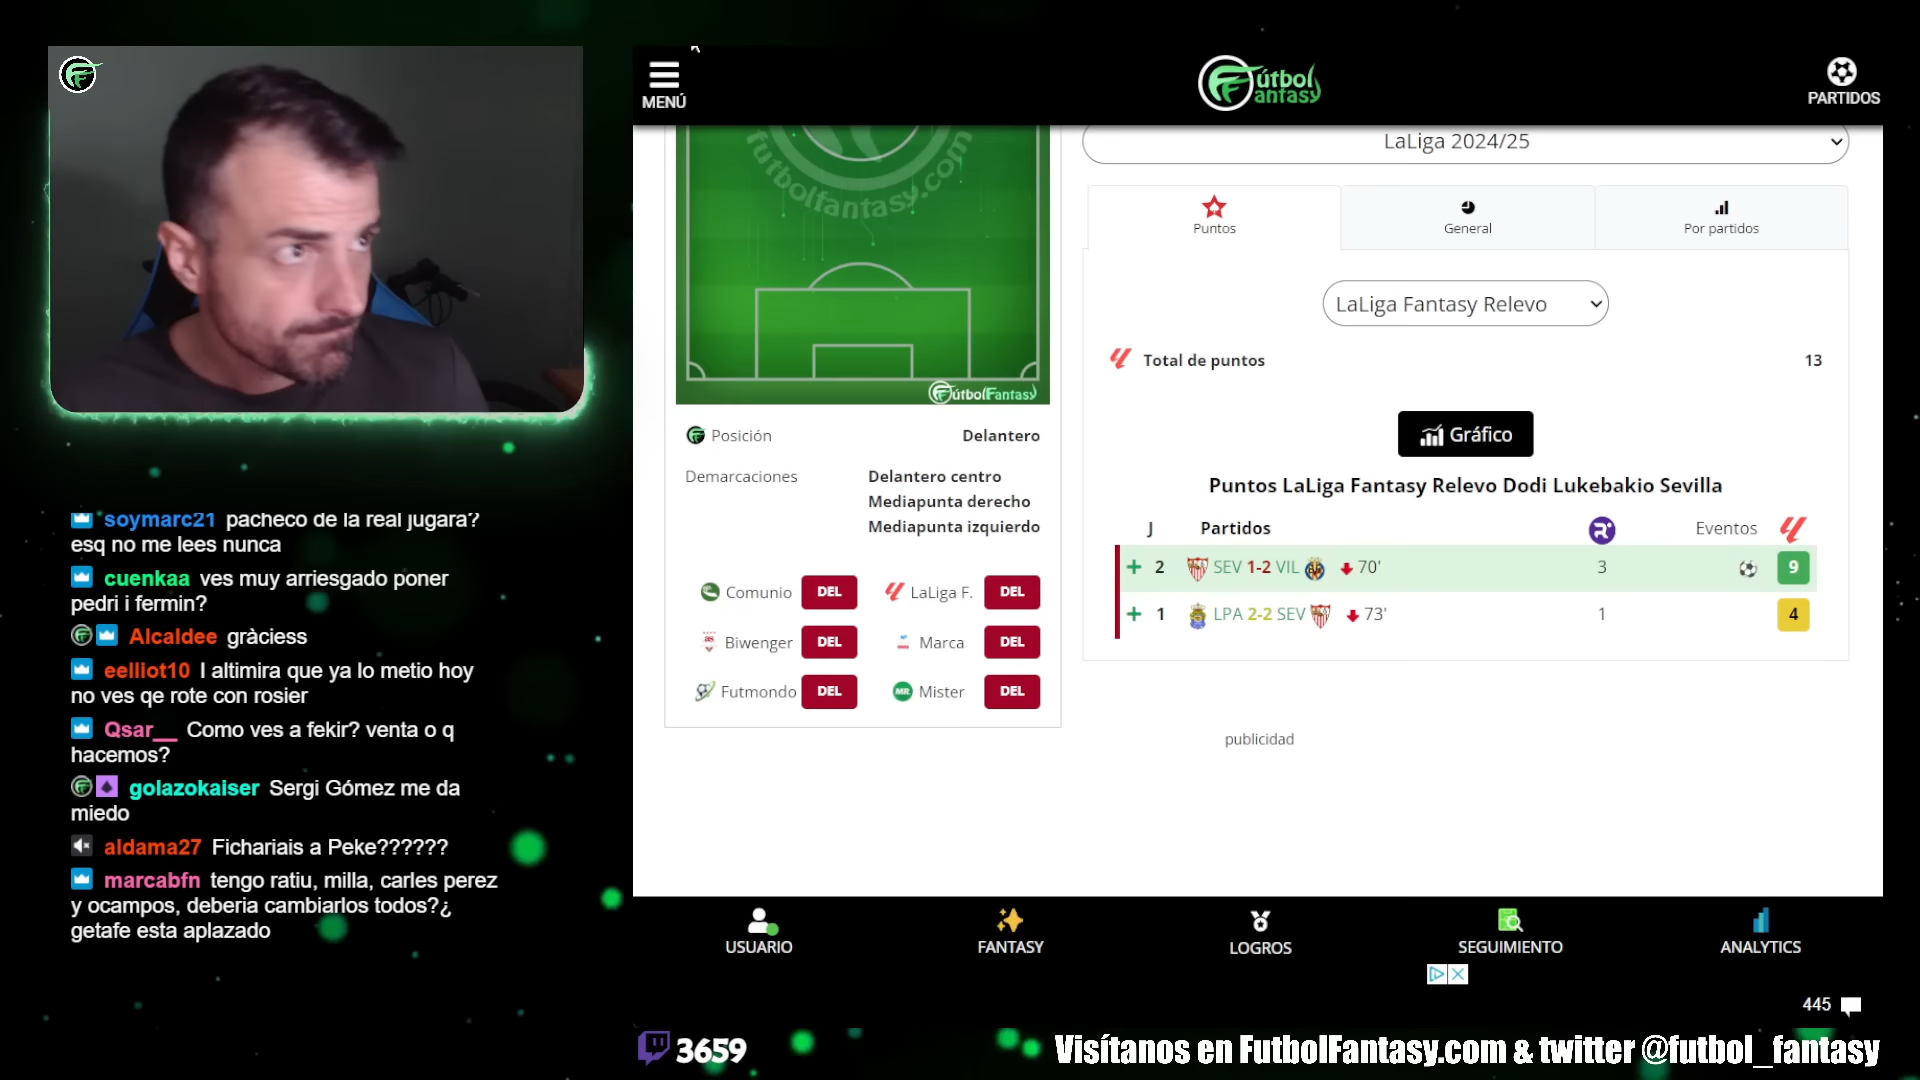 MENÚ
Fútbol
Fantasy
PARTIDOS
futbolfantasy.com
FútbolFantasy
Posición
Delantero
Demarcaciones
Delantero centro
Mediapunta derecho
Mediapunta izquierdo
Comunio DEL
LaLiga F. DEL
Biwenger DEL
Marca DEL
Futmondo DEL
MR. Mister DEL
LaLiga 2024/25
Puntos
General
Por partidos
LaLiga Fantasy Relevo
Total de puntos
13
Gráfico
Puntos LaLiga Fantasy Relevo Dodi Lukebakio Sevilla
J Partidos Eventos
+ 2 SEV 1-2 VIL 70' 3 9
+ 1 LPA 2-2 SEV 73' 1 4
publicidad
soymarc21 pacheco de la real jugara?
esq no me lees nunca
cuenkaa ves muy arriesgado poner
pedri i fermin?
Alcaldee gràciess
eelliot10 I altimira que ya lo metio hoy
no ves qe rote con rosier
Qsar__ Como ves a fekir? venta o q
hacemos?
golazokaiser Sergi Gómez me da
miedo
aldama27 Fichariais a Peke??????
marcabfn tengo ratiu, milla, carles perez
y ocampos, deberia cambiarlos todos?¿
getafe esta aplazado
USUARIO
FANTASY
LOGROS
SEGUIMIENTO
ANALYTICS
445
3659
Visítanos en FutbolFantasy.com & twitter @futbol_fantasy